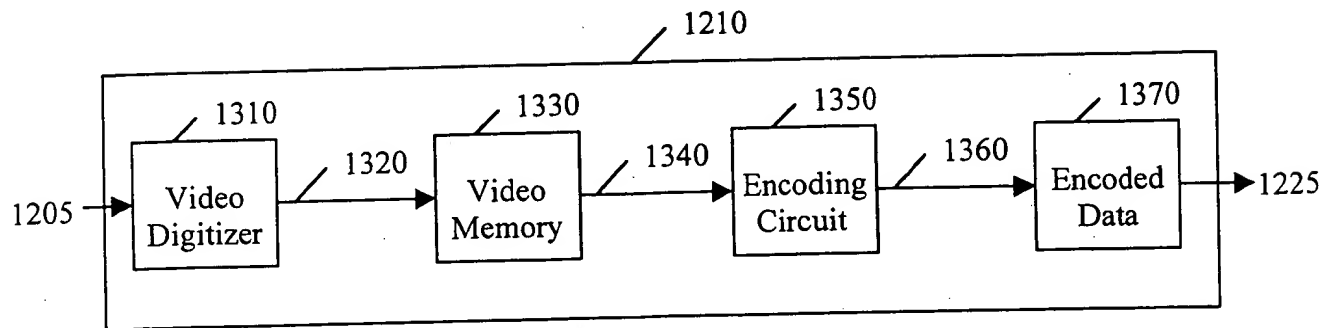 1210
1310
1330
1350
1370
1320
1340
1360
1205
Video
Digitizer
Video
Memory
Encoding
Circuit
Encoded
Data
1225